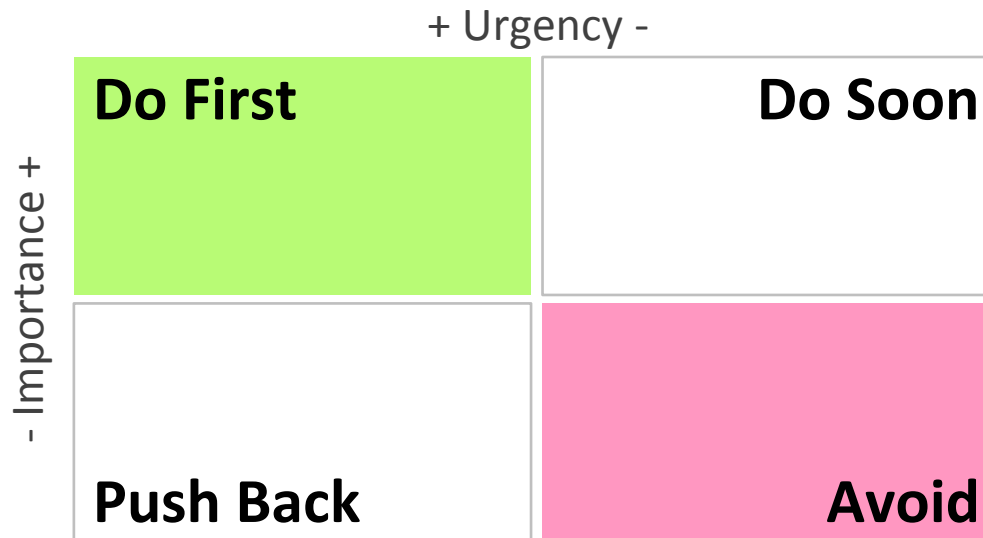 + Urgency -
- Importance +
Do First
Do Soon
Push Back
Avoid